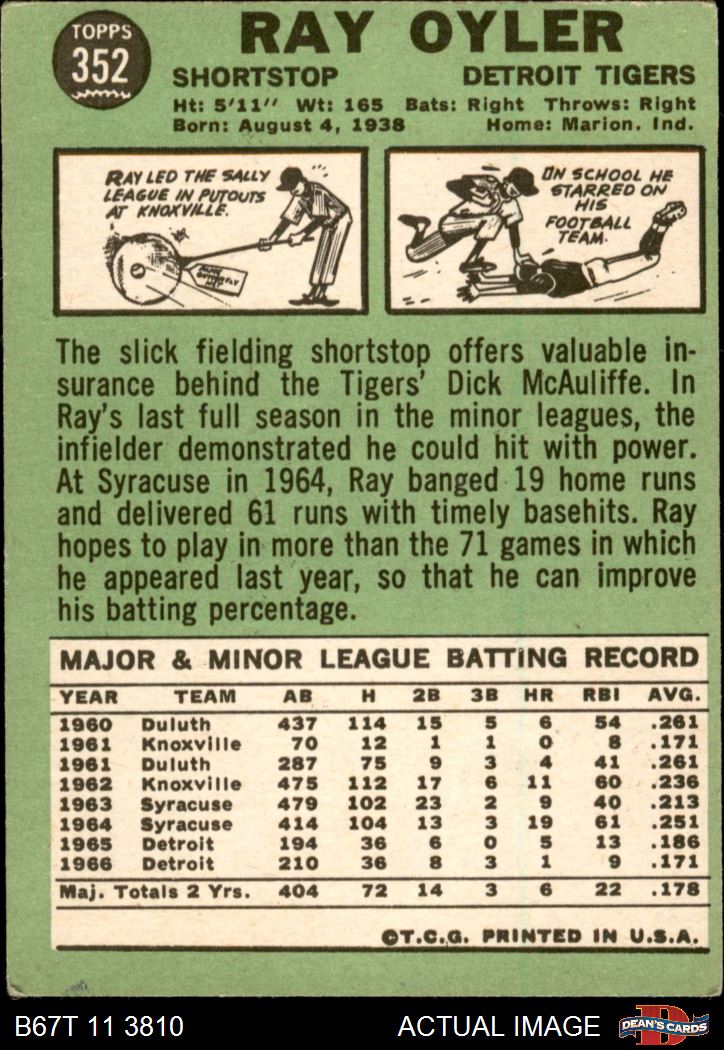 TOPPS
352
RAY OYLER
SHORTSTOP DETROIT TIGERS
Ht: 5'11" Wt: 165 Bats: Right Throws: Right
Born: August 4, 1938 Home: Marion. Ind.
RAY LED THE SALLY
LEAGUE IN PUTOUTS
AT KNOXVILLE.
IN SCHOOL HE
STARRED ON
HIS
FOOTBALL
TEAM.
The slick fielding shortstop offers valuable in-
surance behind the Tigers' Dick McAuliffe. In
Ray's last full season in the minor leagues, the
infielder demonstrated he could hit with power.
At Syracuse in 1964, Ray banged 19 home runs
and delivered 61 runs with timely basehits. Ray
hopes to play in more than the 71 games in which
he appeared last year, so that he can improve
his batting percentage.
MAJOR & MINOR LEAGUE BATTING RECORD
YEAR TEAM AB H 2B 3B HR RBI AVG.
1960 Duluth 437 114 15 5 6 54 .261
1961 Knoxville 70 12 1 1 0 8 .171
1961 Duluth 287 75 9 3 4 41 .261
1962 Knoxville 475 112 17 6 11 60 .236
1963 Syracuse 479 102 23 2 9 40 .213
1964 Syracuse 414 104 13 3 19 61 .251
1965 Detroit 194 36 6 0 5 13 .186
1966 Detroit 210 36 8 3 1 9 .171
Maj. Totals 2 Yrs. 404 72 14 3 6 22 .178
©T.C.G. PRINTED IN U.S.A.
B67T 11 3810 ACTUAL IMAGE
D
DEAN'S CARDS